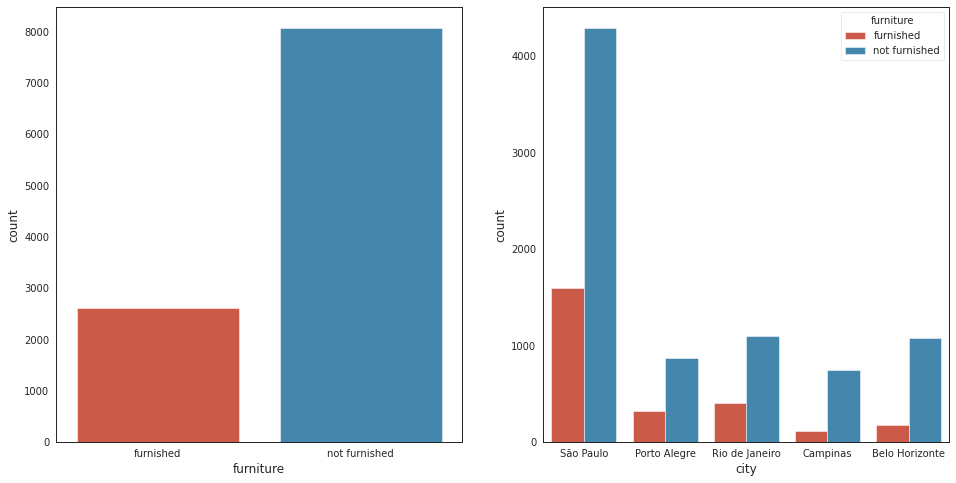 8000
7000
6000
5000
4000
3000
2000
1000
0
count
furnished
not furnished
furniture
4000
3000
2000
1000
0
count
furniture
furnished
not furnished
São Paulo
Porto Alegre
Rio de Janeiro
Campinas
Belo Horizonte
city